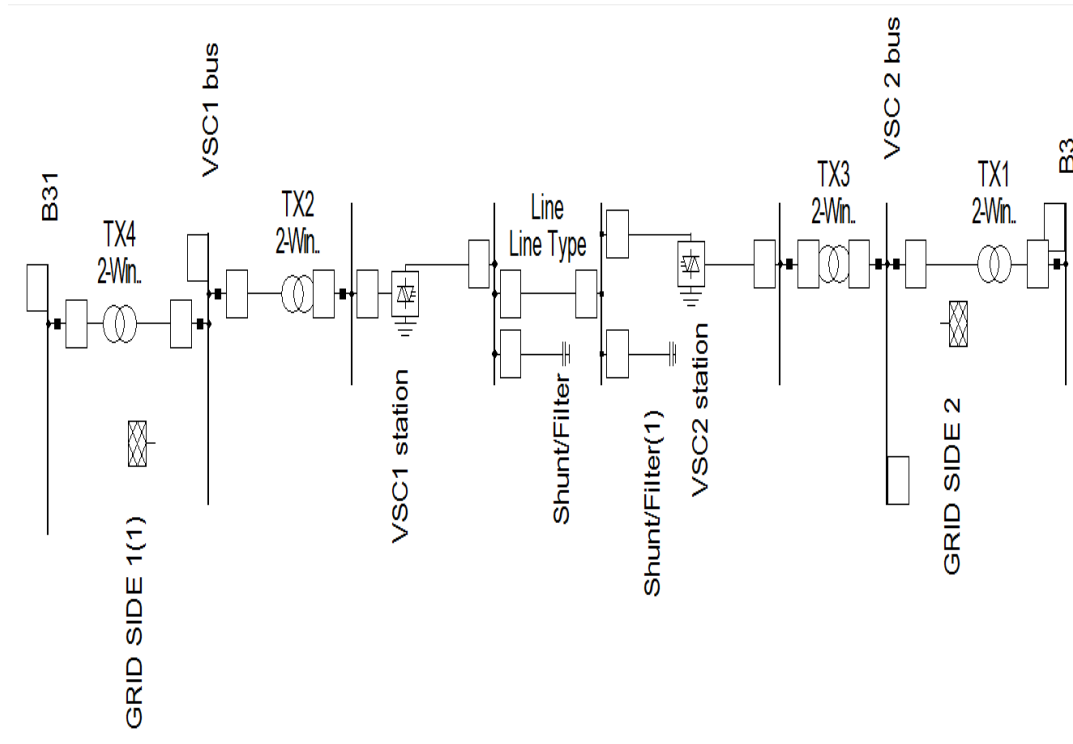 B31
TX4
2-Win..
GRID SIDE 1(1)
VSC1 bus
TX2
2-Win..
VSC1 station
Line
Line Type
Shunt/Filter
Shunt/Filter(1)
VSC2 station
TX3
2-Win..
VSC 2 bus
GRID SIDE 2
TX1
2-Win..
B3